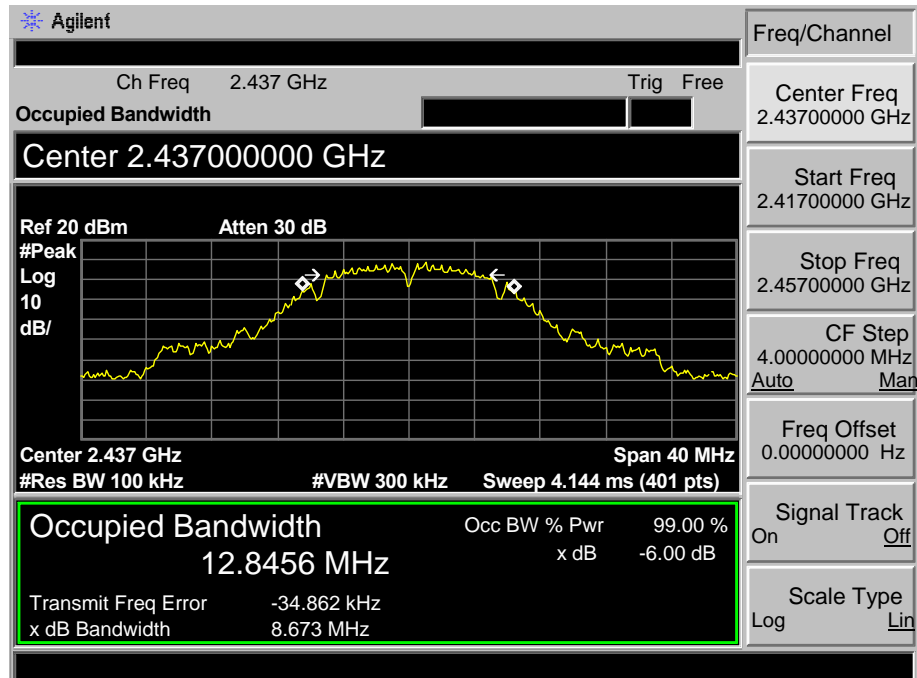 Agilent
Freq/Channel
Ch Freq 2.437 GHz Trig Free
Occupied Bandwidth
Center 2.437000000 GHz
Ref 20 dBm Atten 30 dB
#Peak
Log
10
dB/
Center 2.437 GHz Span 40 MHz
#Res BW 100 kHz #VBW 300 kHz Sweep 4.144 ms (401 pts)
Occupied Bandwidth
12.8456 MHz
Occ BW % Pwr 99.00 %
x dB -6.00 dB
Transmit Freq Error -34.862 kHz
x dB Bandwidth 8.673 MHz
Center Freq
2.43700000 GHz
Start Freq
2.41700000 GHz
Stop Freq
2.45700000 GHz
CF Step
4.00000000 MHz
Auto Man
Freq Offset
0.00000000 Hz
Signal Track
On Off
Scale Type
Log Lin